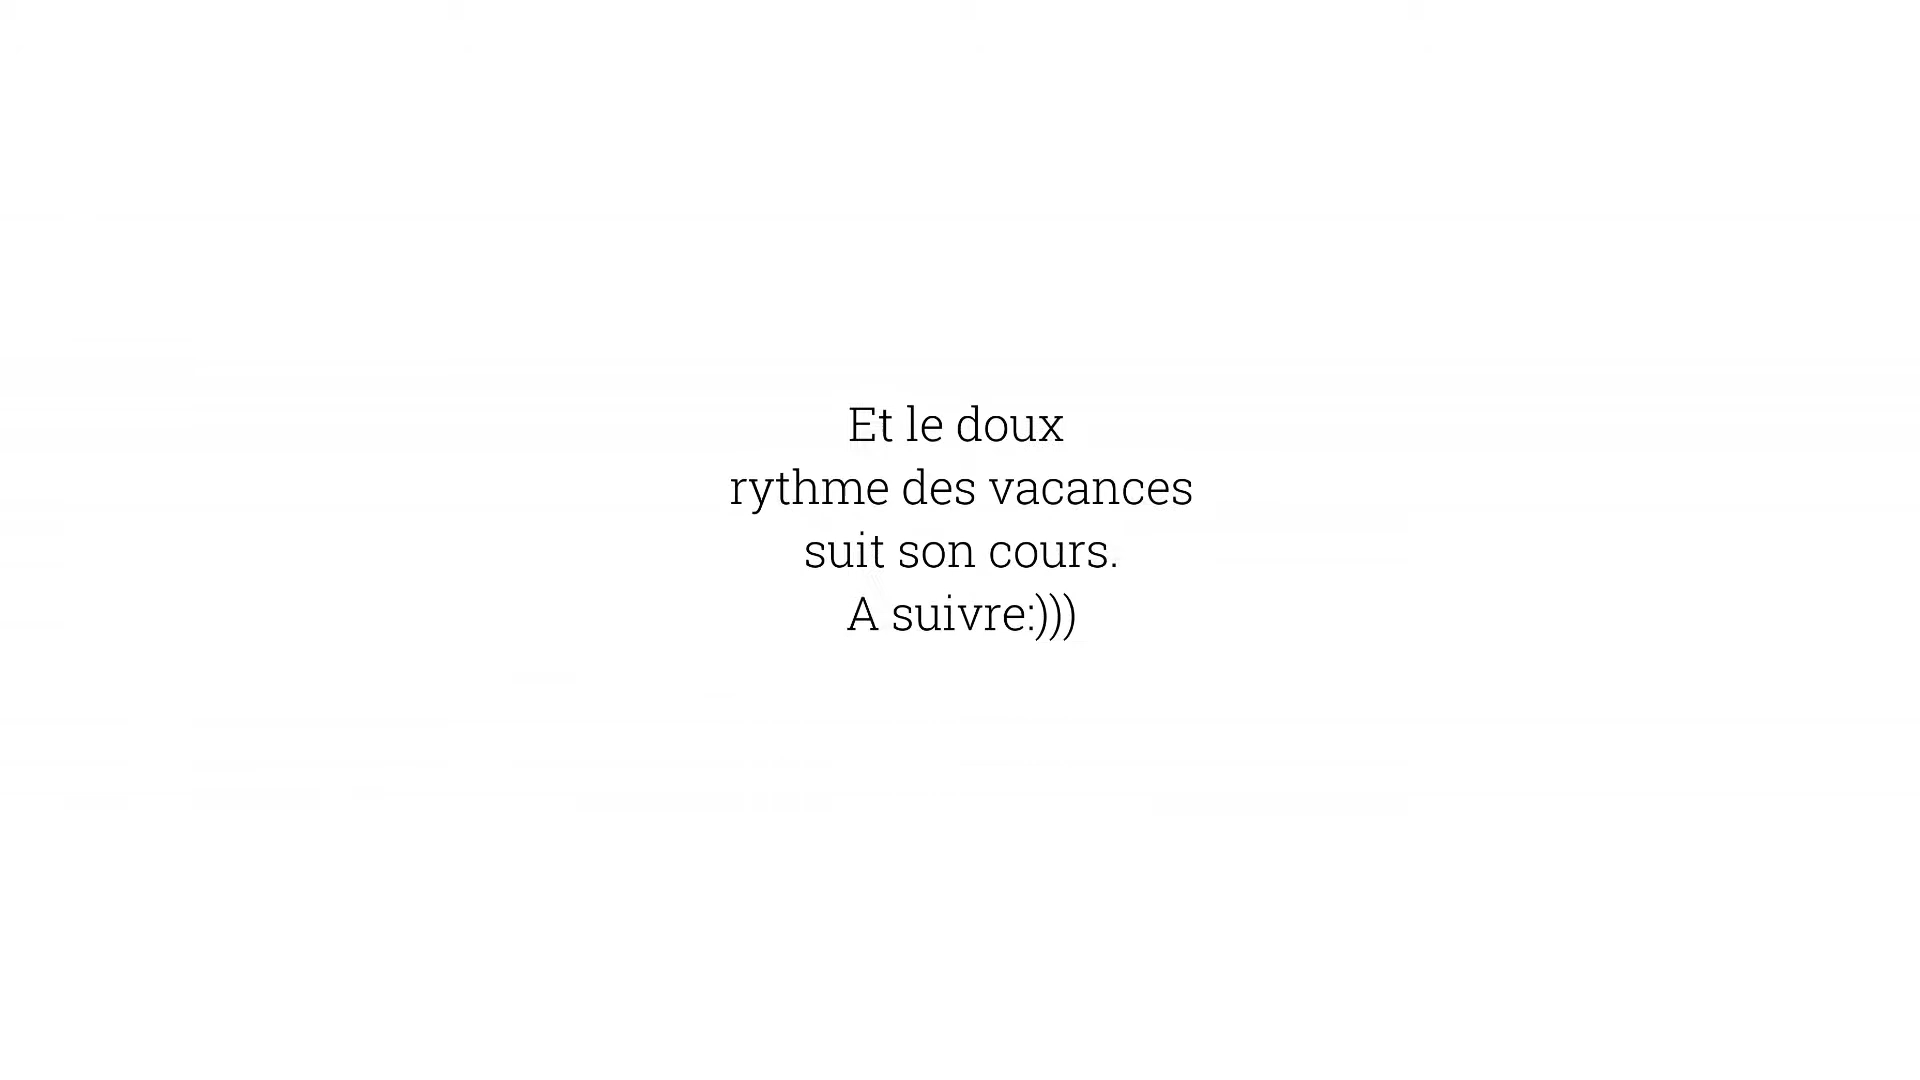 Et le doux
rythme des vacances
suit son cours.
A suivre:)))